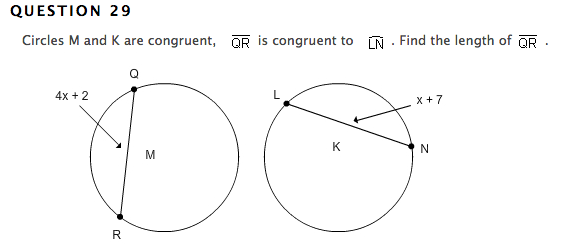 QUESTION 29
Circles M and K are congruent, QR is congruent to LN . Find the length of QR .
Q
4x + 2
M
R
L
x + 7
K
N